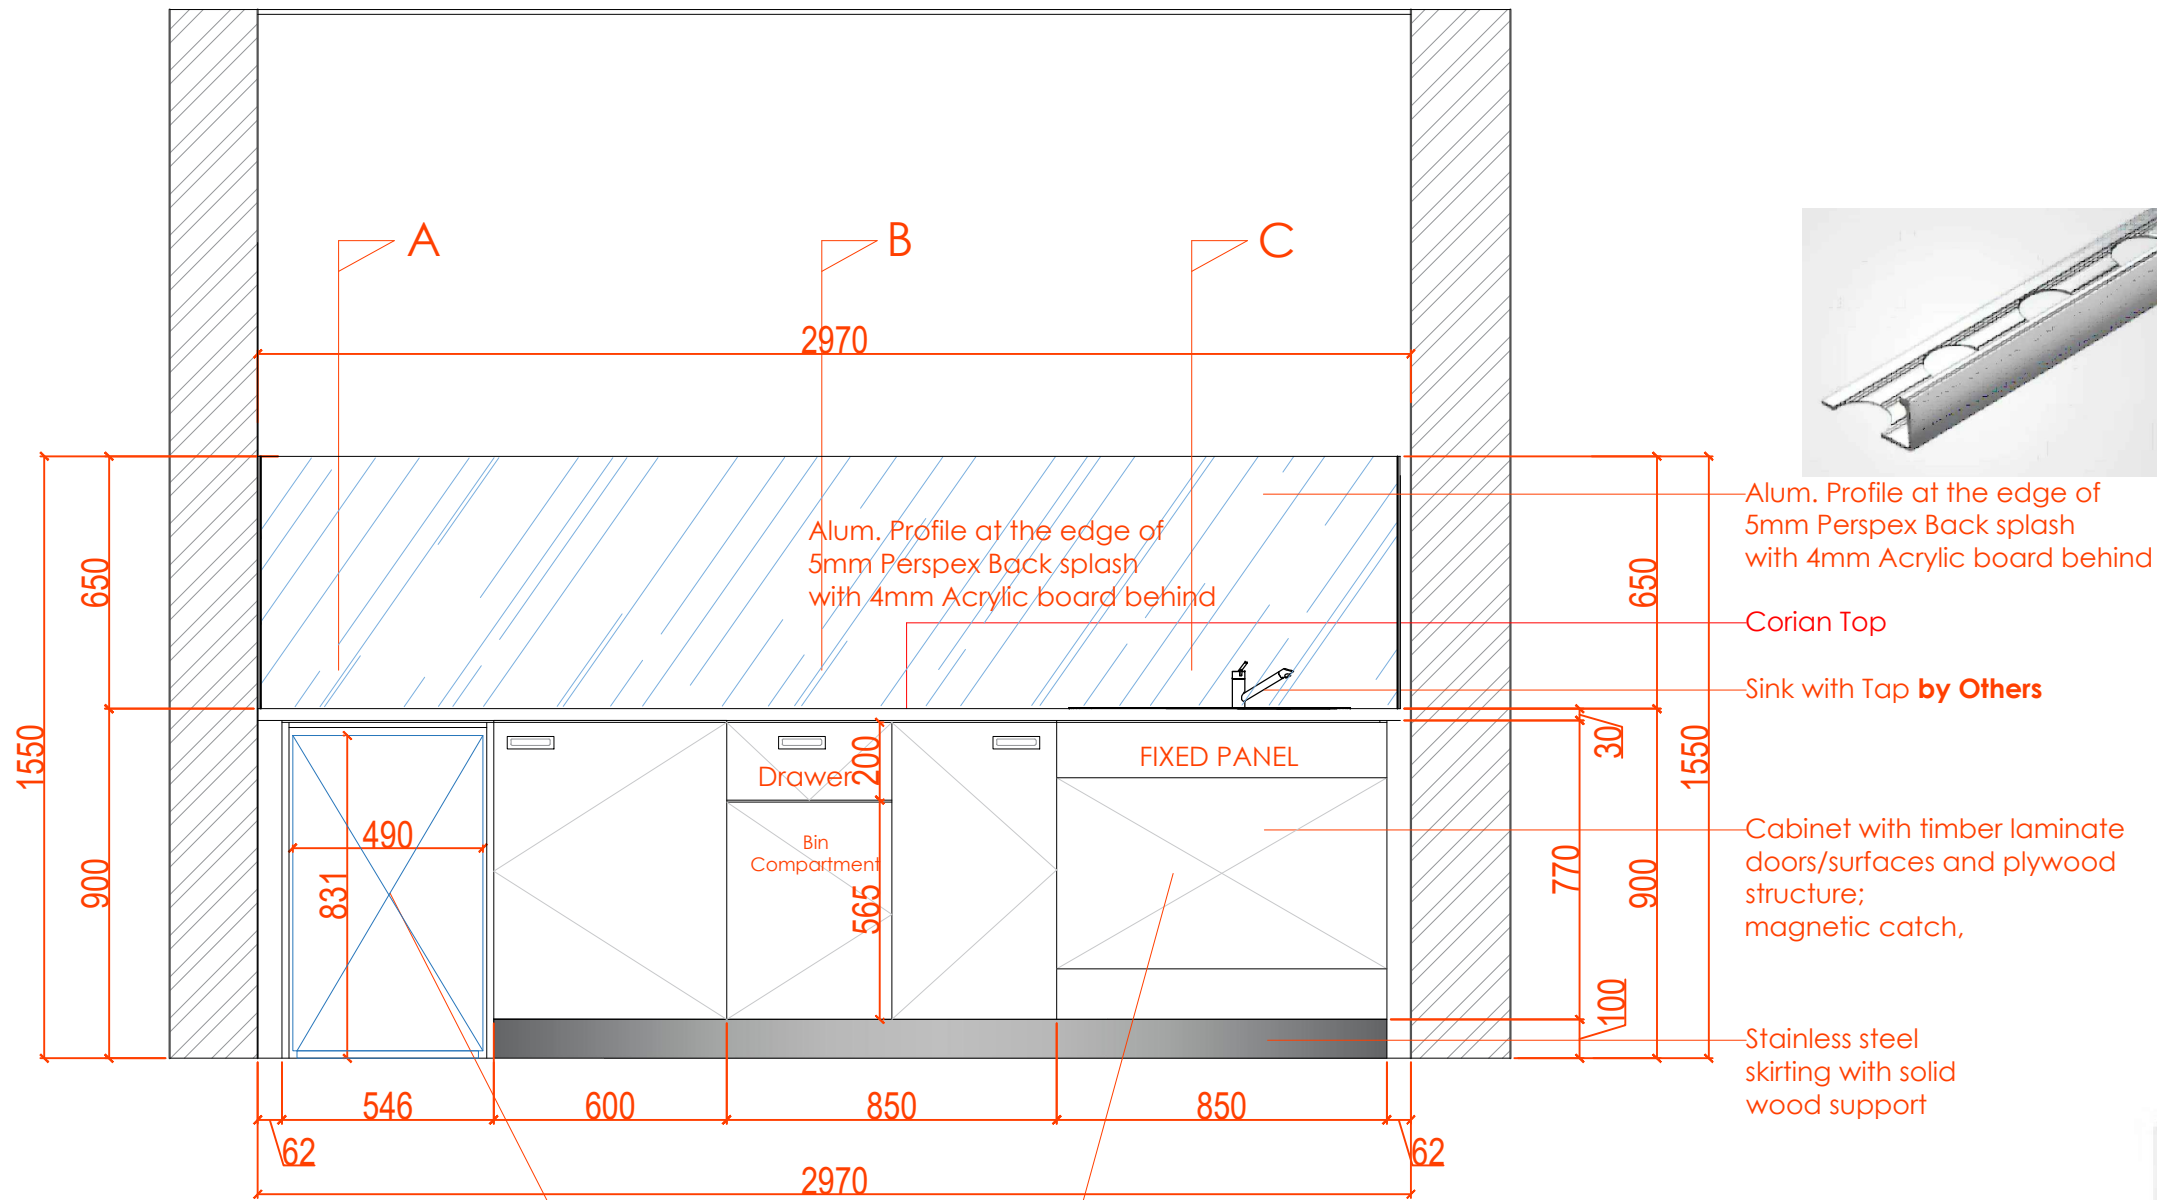 A
B
C
2970
Alum. Profile at the edge of
5mm Perspex Back splash
with 4mm Acrylic board behind
Alum. Profile at the edge of
5mm Perspex Back splash
with 4mm Acrylic board behind
Corian Top
Sink with Tap by Others
650
650
1550
1550
900
900
30
770
100
FIXED PANEL
Drawer
200
Bin
Compartment
565
490
831
Cabinet with timber laminate
doors/surfaces and plywood
structure;
magnetic catch,
Stainless steel
skirting with solid
wood support
546
600
850
850
62
62
2970